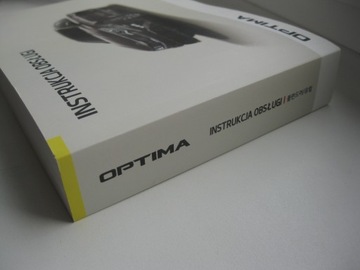 OPTIMA
INSTRUKCJA OBSŁUGI
OPTIMA
INSTRUKCJA OBSŁUGI |